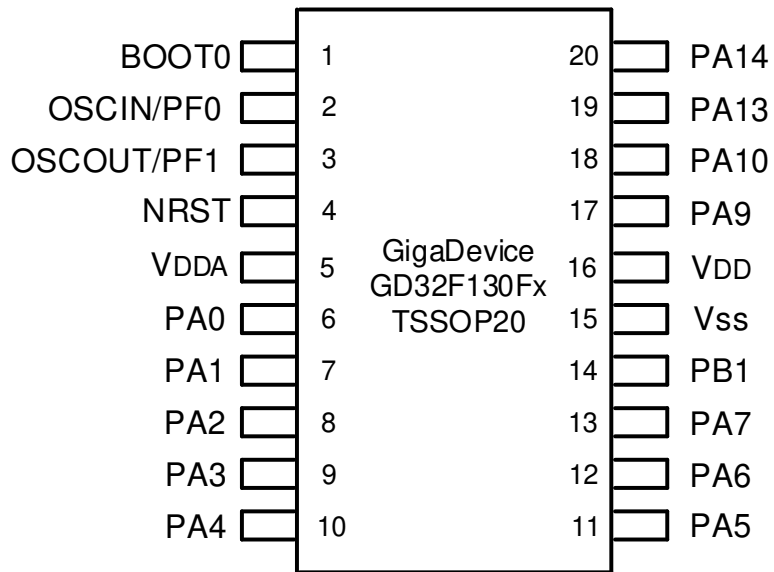 BOOT0 1 20 PA14
OSCIN/PF0 2 19 PA13
OSCOUT/PF1 3 18 PA10
NRST 4 17 PA9
VDDA 5 16 VDD
PA0 6 15 Vss
PA1 7 14 PB1
PA2 8 13 PA7
PA3 9 12 PA6
PA4 10 11 PA5
GigaDevice
GD32F130Fx
TSSOP20